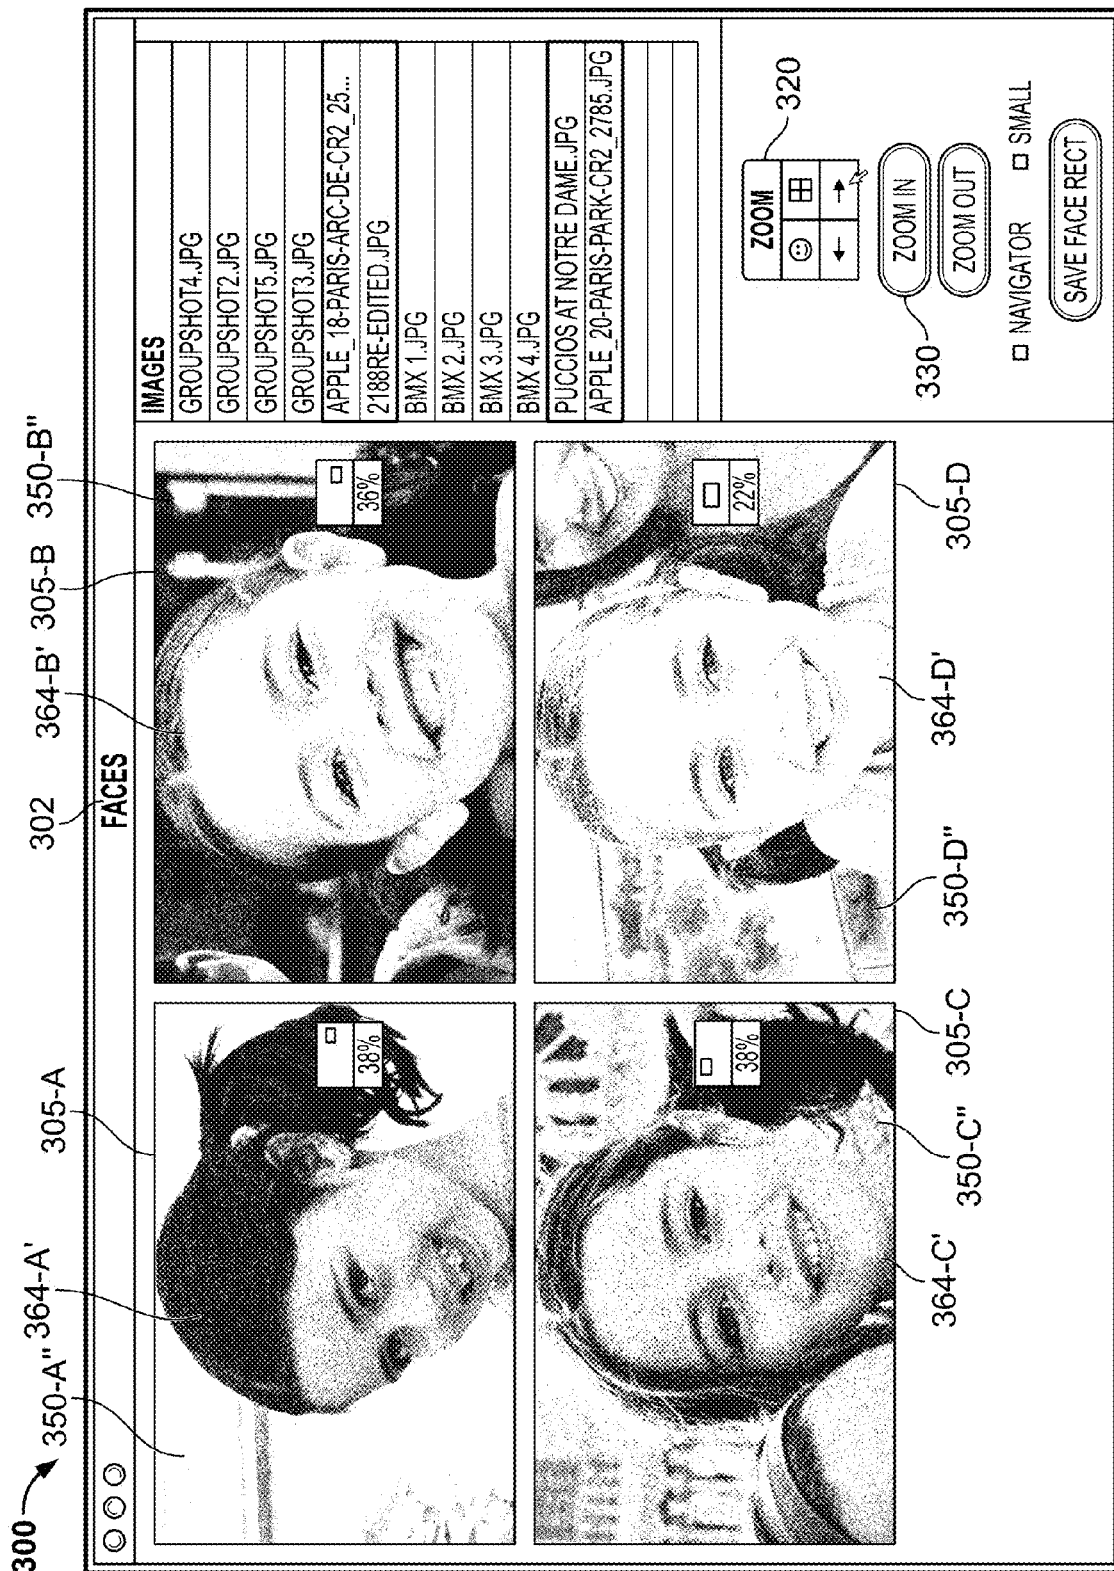 300
350-A"
364-A'
305-A
302
364-B'
305-B
350-B"
FACES
38%
36%
38%
22%
364-C'
350-C"
305-C
350-D"
364-D'
305-D
IMAGES
GROUPSHOT4.JPG
GROUPSHOT2.JPG
GROUPSHOT5.JPG
GROUPSHOT3.JPG
APPLE_18-PARIS-ARC-DE-CR2_25...
2188RE-EDITED.JPG
BMX 1.JPG
BMX 2.JPG
BMX 3.JPG
BMX 4.JPG
PUCCIOS AT NOTRE DAME.JPG
APPLE_20-PARIS-PARK-CR2_2785.JPG
ZOOM
320
330
ZOOM IN
ZOOM OUT
NAVIGATOR
SMALL
SAVE FACE RECT